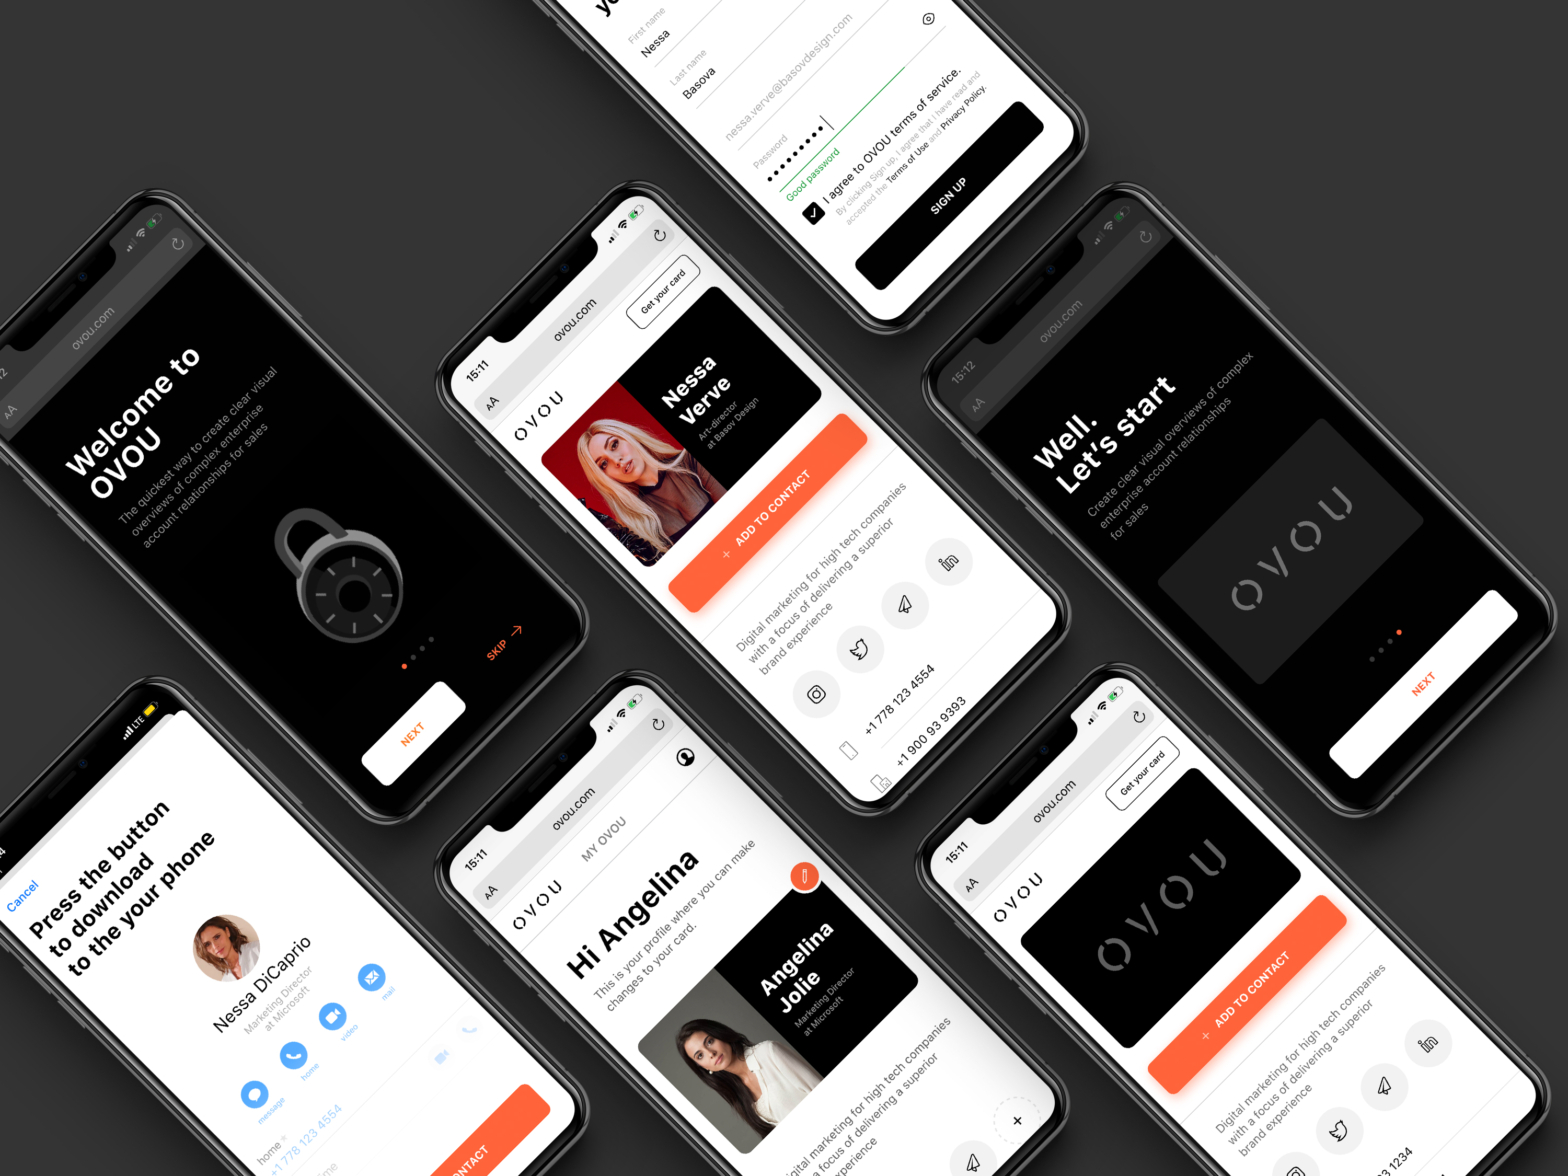 First name
Nessa
Last name
Basova
nessa.verve@basovdesign.com
Password
Good password
I agree to OVOU terms of service.
By clicking Sign up, I agree that I have read and
accepted the Terms of Use and Privacy Policy.
SIGN UP
AA
ovou.com
Welcome to
OVOU
The quickest way to create clear visual
overviews of complex enterprise
account relationships for sales
SKIP
NEXT
15:11
AA
ovou.com
OVOU
Get your card
Nessa
Verve
Art-director
at Basov Design
+ ADD TO CONTACT
Digital marketing for high tech companies
with a focus of delivering a superior
brand experience
in
+1 778 123 4554
+1 900 93 9393
15:12
AA
ovou.com
Well.
Let's start
Create clear visual overviews of complex
enterprise account relationships
for sales
OVOU
NEXT
LTE
Cancel
Press the button
to download
to the your phone
Nessa DiCaprio
Marketing Director
at Microsoft
message
home
video
mail
home
+1 778 123 4554
15:11
AA
ovou.com
OVOU
MY OVOU
Hi Angelina
This is your profile where you can make
changes to your card.
Angelina
Jolie
Marketing Director
at Microsoft
digital marketing for high tech companies
with a focus of delivering a superior
15:11
AA
ovou.com
OVOU
Get your card
OVOU
+ ADD TO CONTACT
Digital marketing for high tech companies
with a focus of delivering a superior
brand experience
in